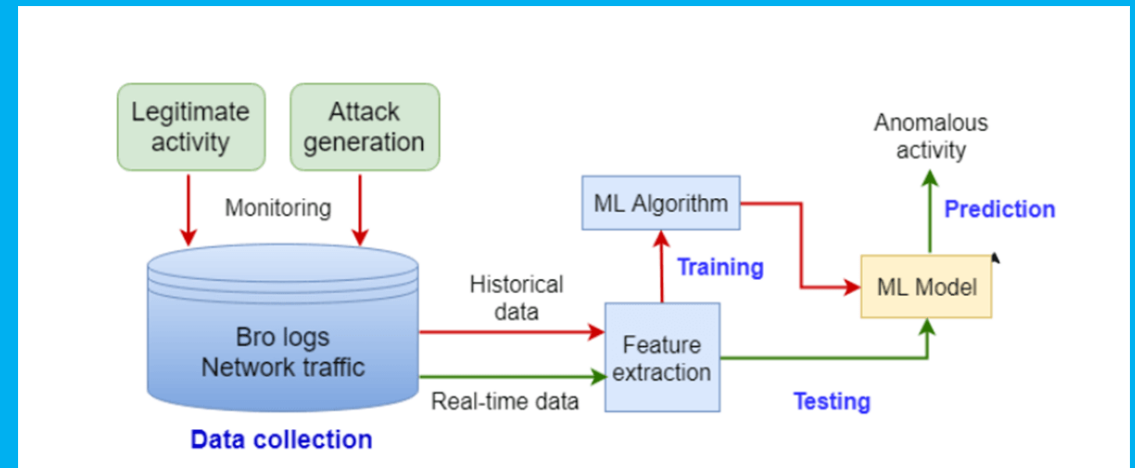 Legitimate
activity
Attack
generation
Monitoring
Bro logs
Network traffic
Data collection
Historical
data
Real-time data
ML Algorithm
Training
Feature
extraction
Testing
Anomalous
activity
Prediction
ML Model